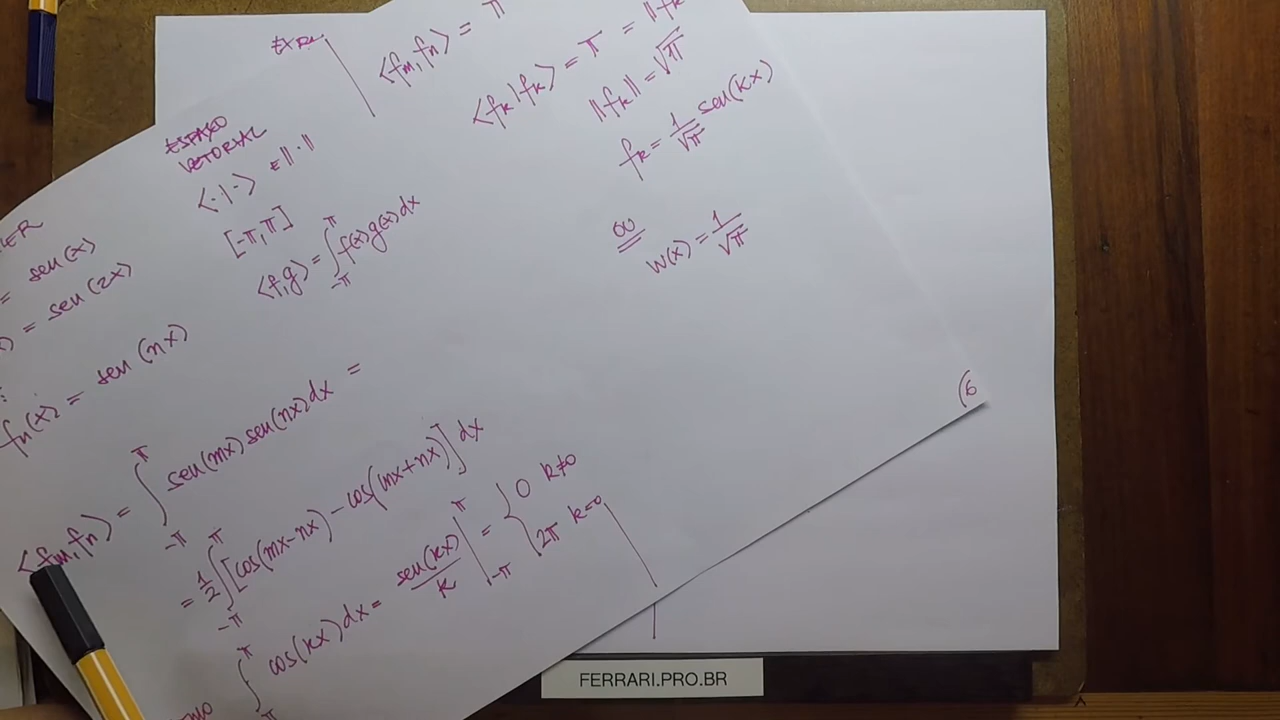 ESPAÇO
VETORIAL
<·|·> E ||·||
[-π,π]
<f,g> = ∫_{-π}^{π} f(x)g(x)dx
= sen(x)
= sen(2x)
⋮
fn(x) = sen(nx)
<fm,fn> = ∫_{-π}^{π} sen(mx) sen(nx)dx =
= 1/2 ∫_{-π}^{π} [cos(mx-nx) - cos(mx+nx)] dx
∫_{-π}^{π} cos(kx)dx = sen(kx)/k |_{-π}^{π} = { 0 k≠0
2π k=0
<fm,fn> = π
<fk|fk> = π = ||fk
||fk|| = √π
fk = 1/√π sen(kx)
OU
W(x) = 1/√π
(6
FERRARI.PRO.BR